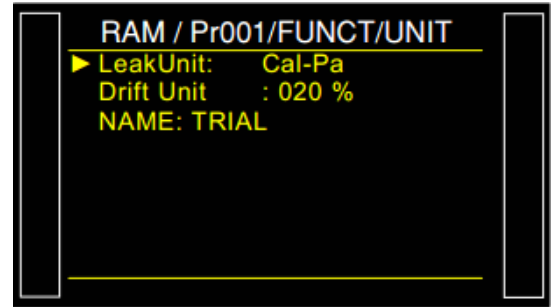 RAM / Pr001/FUNCT/UNIT
► LeakUnit: Cal-Pa
Drift Unit : 020 %
NAME: TRIAL